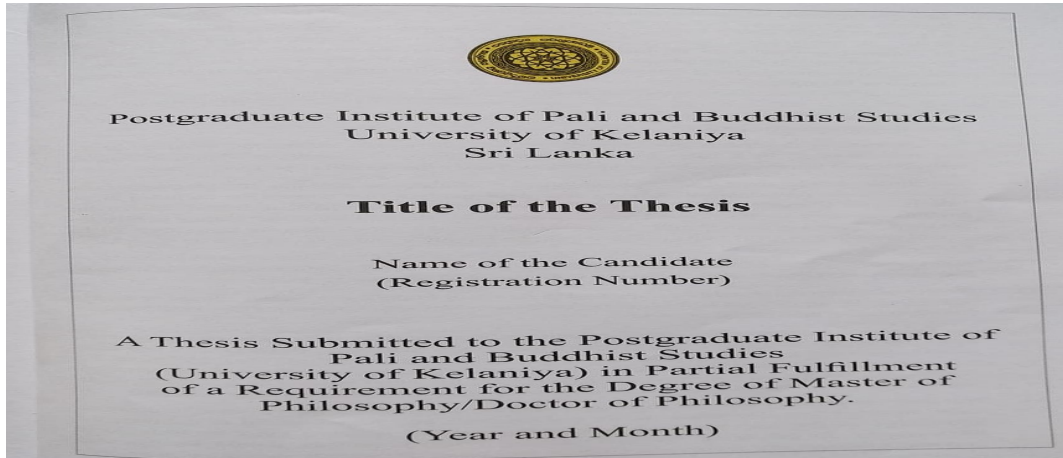 Postgraduate Institute of Pali and Buddhist Studies
University of Kelaniya
Sri Lanka
Title of the Thesis
Name of the Candidate
(Registration Number)
A Thesis Submitted to the Postgraduate Institute of
Pali and Buddhist Studies
(University of Kelaniya) in Partial Fulfillment
of a Requirement for the Degree of Master of
Philosophy/Doctor of Philosophy.
(Year and Month)